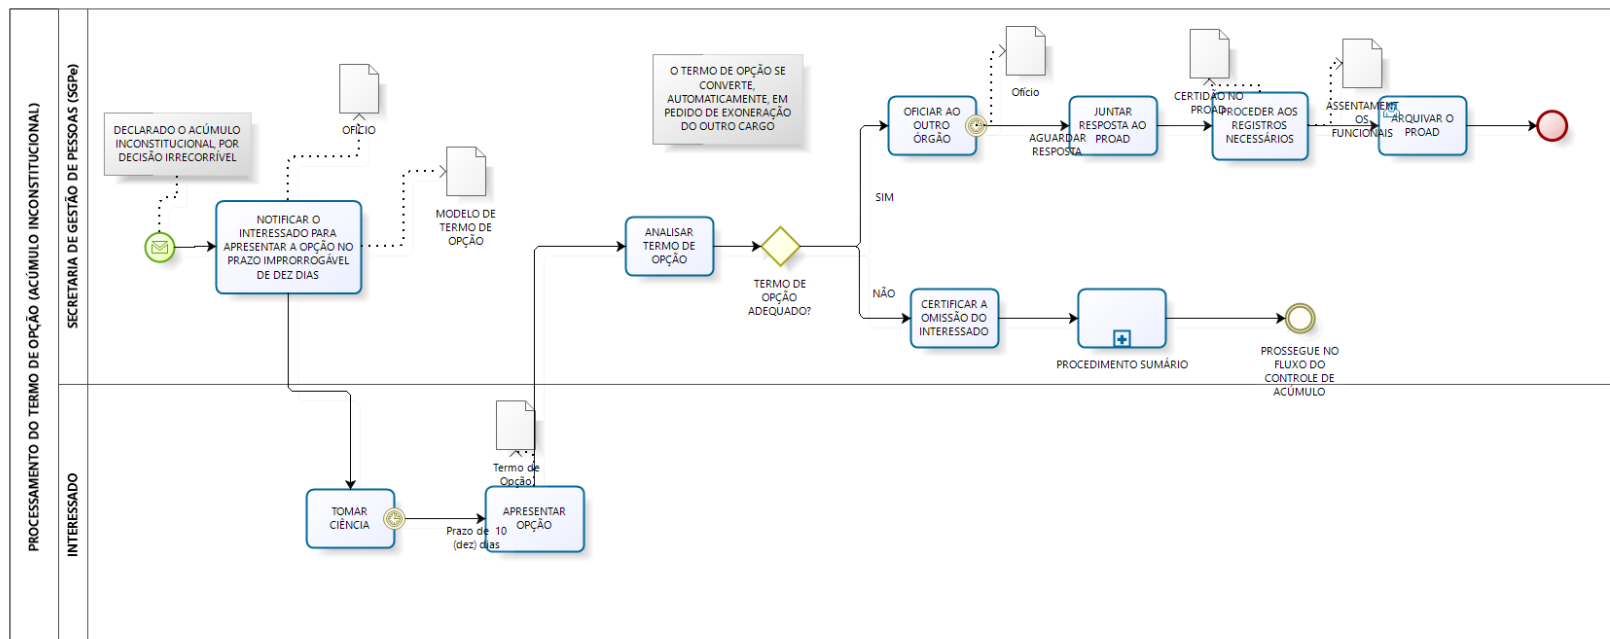 PROCESSAMENTO DO TERMO DE OPÇÃO (ACÚMULO INCONSTITUCIONAL)
SECRETARIA DE GESTÃO DE PESSOAS (SGPe)
DECLARADO O ACÚMULO
INCONSTITUCIONAL, POR
DECISÃO IRRECORRÍVEL
NOTIFICAR O
INTERESSADO PARA
APRESENTAR A OPÇÃO NO
PRAZO IMPRORROGÁVEL
DE DEZ DIAS
OFÍCIO
MODELO DE
TERMO DE
OPÇÃO
O TERMO DE OPÇÃO SE
CONVERTE,
AUTOMATICAMENTE, EM
PEDIDO DE EXONERAÇÃO
DO OUTRO CARGO
ANALISAR
TERMO DE
OPÇÃO
TERMO DE
OPÇÃO
ADEQUADO?
SIM
OFICIAR AO
OUTRO
ÓRGÃO
Ofício
AGUARDAR
RESPOSTA
JUNTAR
RESPOSTA AO
PROAD
CERTIDÃO NO
PROAD
PROCEDER AOS
REGISTROS
NECESSÁRIOS
ASSENTAMENT
OS
FUNCIONAIS
ARQUIVAR O
PROAD
NÃO
CERTIFICAR A
OMISSÃO DO
INTERESSADO
PROCEDIMENTO SUMÁRIO
PROSSEGUE NO
FLUXO DO
CONTROLE DE
ACÚMULO
INTERESSADO
TOMAR
CIÊNCIA
Prazo de 10
(dez) dias
Termo de
Opção
APRESENTAR
OPÇÃO